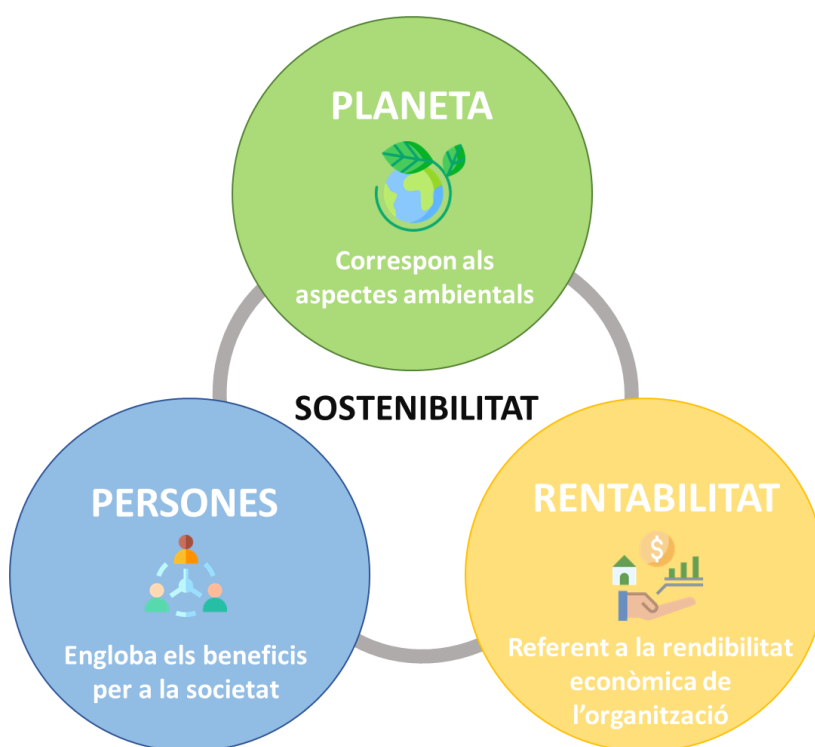 PLANETA
Correspon als
aspectes ambientals
SOSTENIBILITAT
PERSONES
Engloba els beneficis
per a la societat
RENTABILITAT
$
Referent a la rendibilitat
econòmica de
l'organització